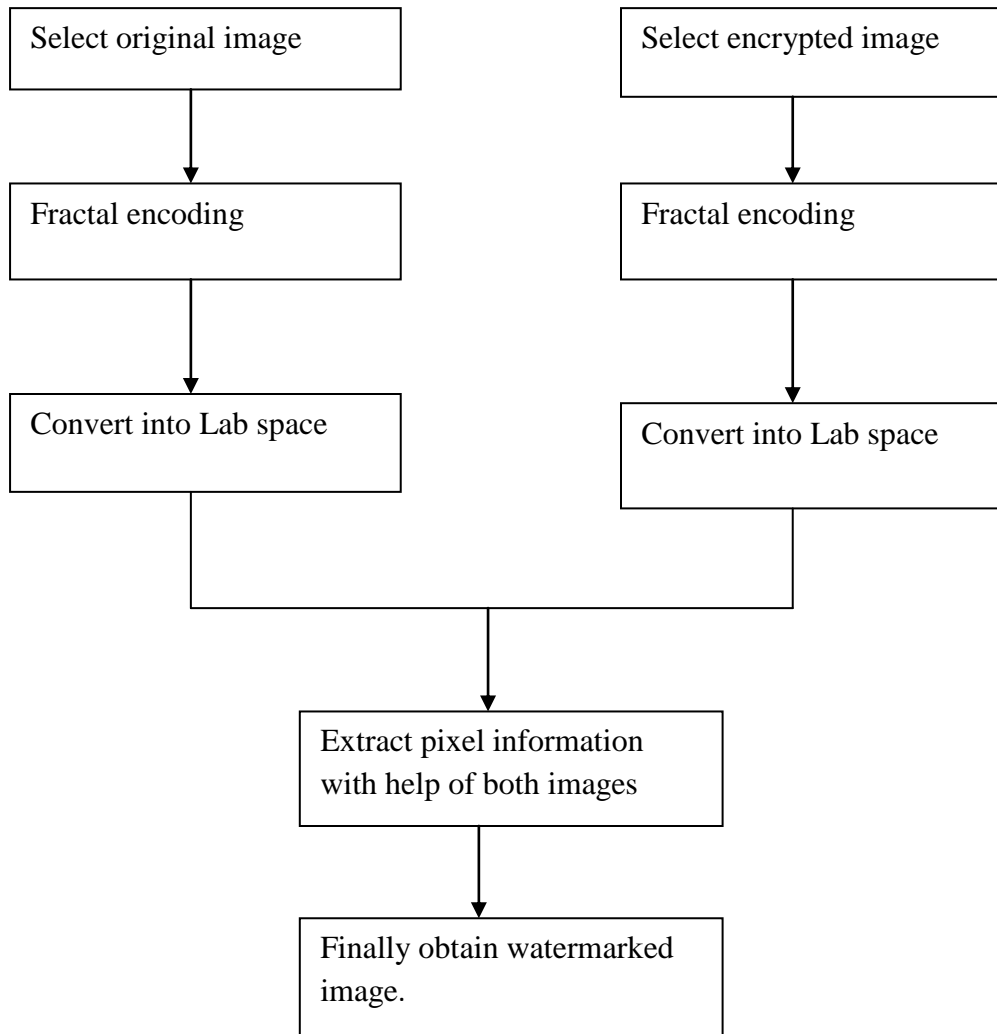 Select original image
Select encrypted image
Fractal encoding
Fractal encoding
Convert into Lab space
Convert into Lab space
Extract pixel information
with help of both images
Finally obtain watermarked
image.